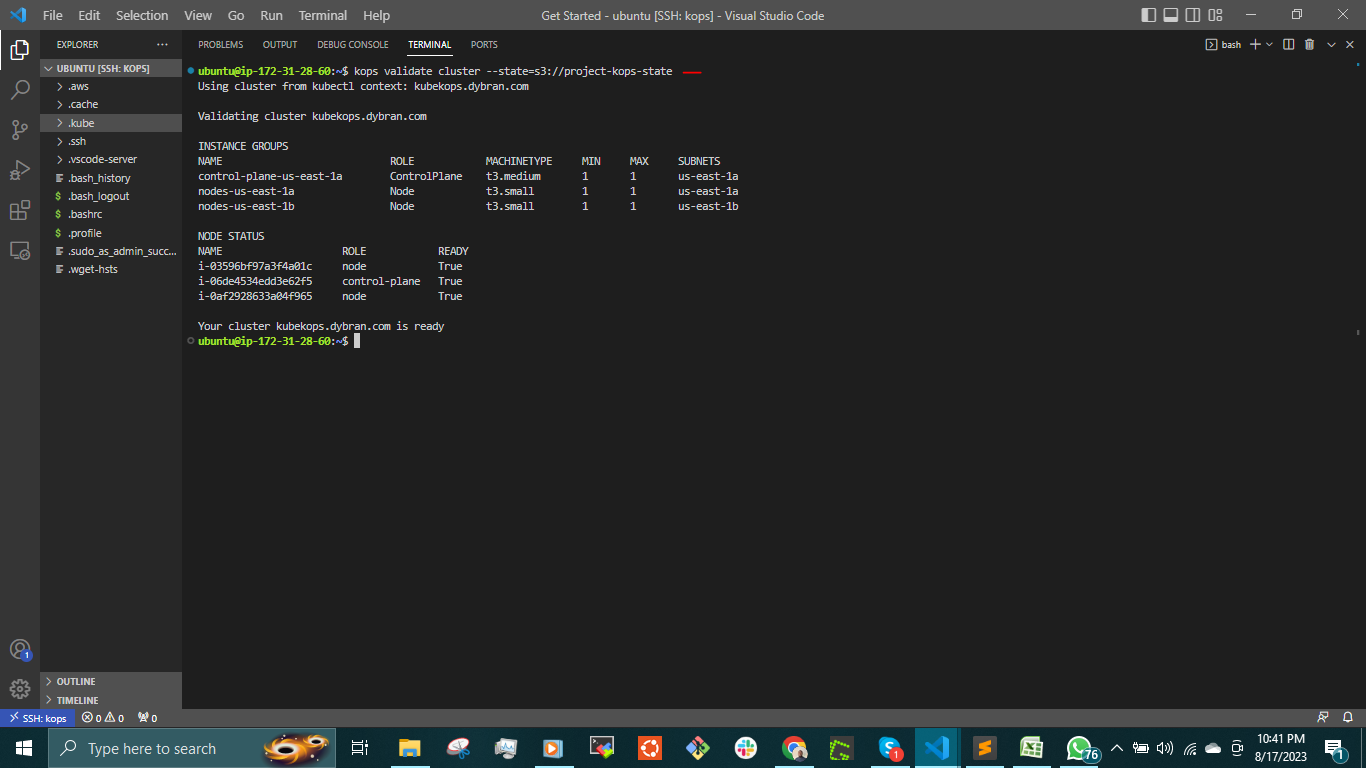 File Edit Selection View Go Run Terminal Help Get Started - ubuntu [SSH: kops] - Visual Studio Code
EXPLORER ... PROBLEMS OUTPUT DEBUG CONSOLE TERMINAL PORTS bash
UBUNTU [SSH: KOPS]
.aws
.cache
.kube
.ssh
.vscode-server
.bash_history
$ .bash_logout
$ .bashrc
$ .profile
.sudo_as_admin_succ...
.wget-hsts
ubuntu@ip-172-31-28-60:~$ kops validate cluster --state=s3://project-kops-state
Using cluster from kubectl context: kubekops.dybran.com
Validating cluster kubekops.dybran.com
INSTANCE GROUPS
NAME ROLE MACHINETYPE MIN MAX SUBNETS
control-plane-us-east-1a ControlPlane t3.medium 1 1 us-east-1a
nodes-us-east-1a Node t3.small 1 1 us-east-1a
nodes-us-east-1b Node t3.small 1 1 us-east-1b
NODE STATUS
NAME ROLE READY
i-03596bf97a3f4a01c node True
i-06de4534edd3e62f5 control-plane True
i-0af2928633a04f965 node True
Your cluster kubekops.dybran.com is ready
ubuntu@ip-172-31-28-60:~$
1
OUTLINE
TIMELINE
SSH: kops 0 0 0
Type here to search
1
76
10:41 PM
8/17/2023
1